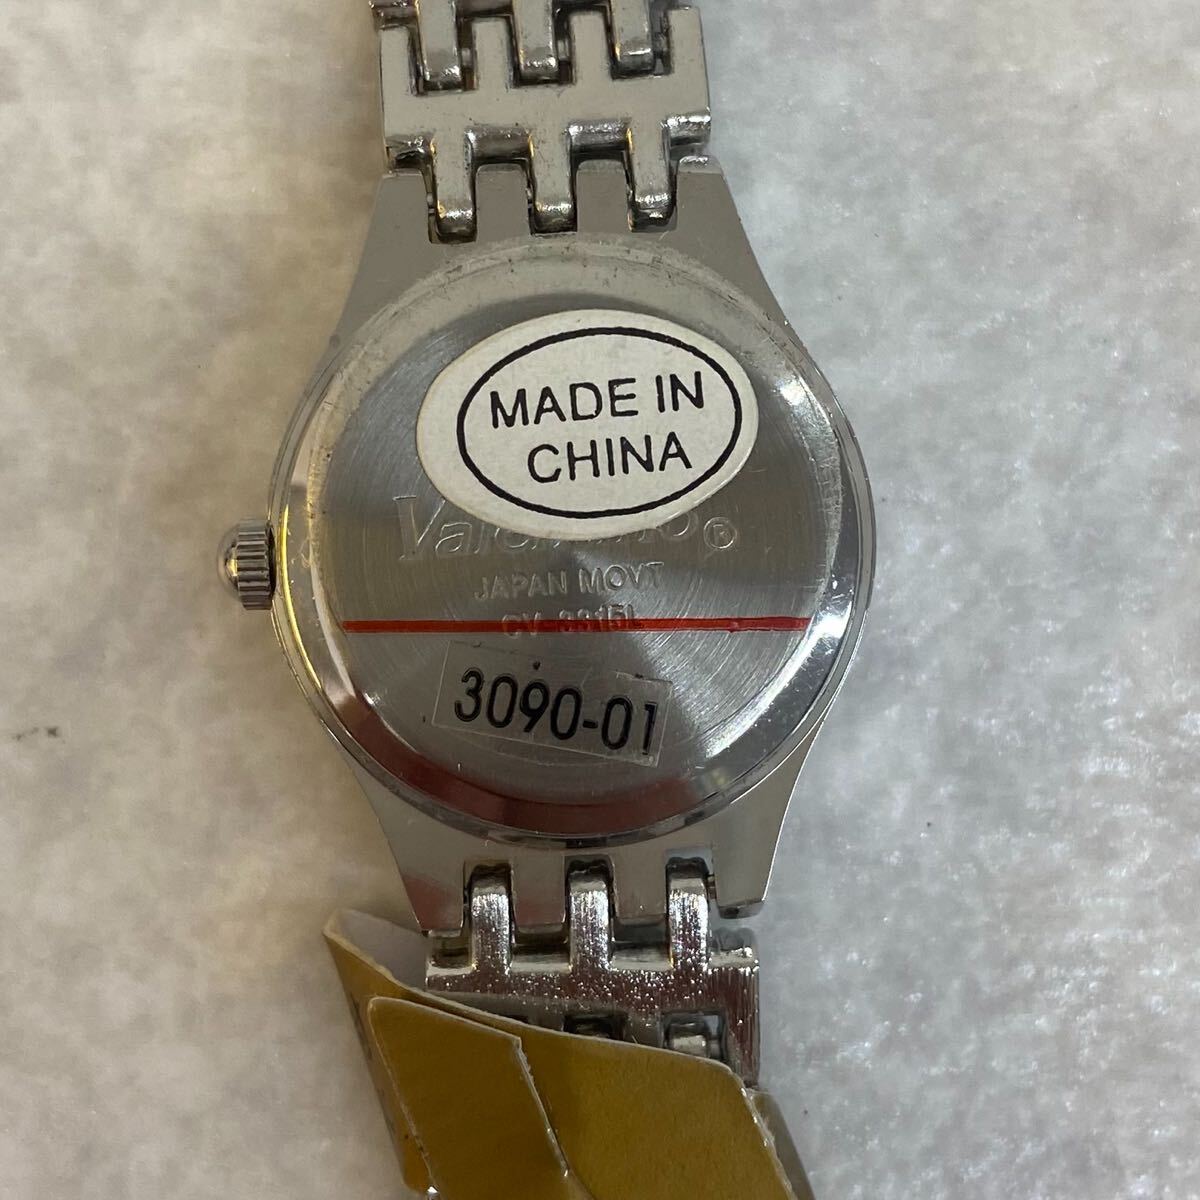 MADE IN
CHINA
JAPAN MOVT
3090-01